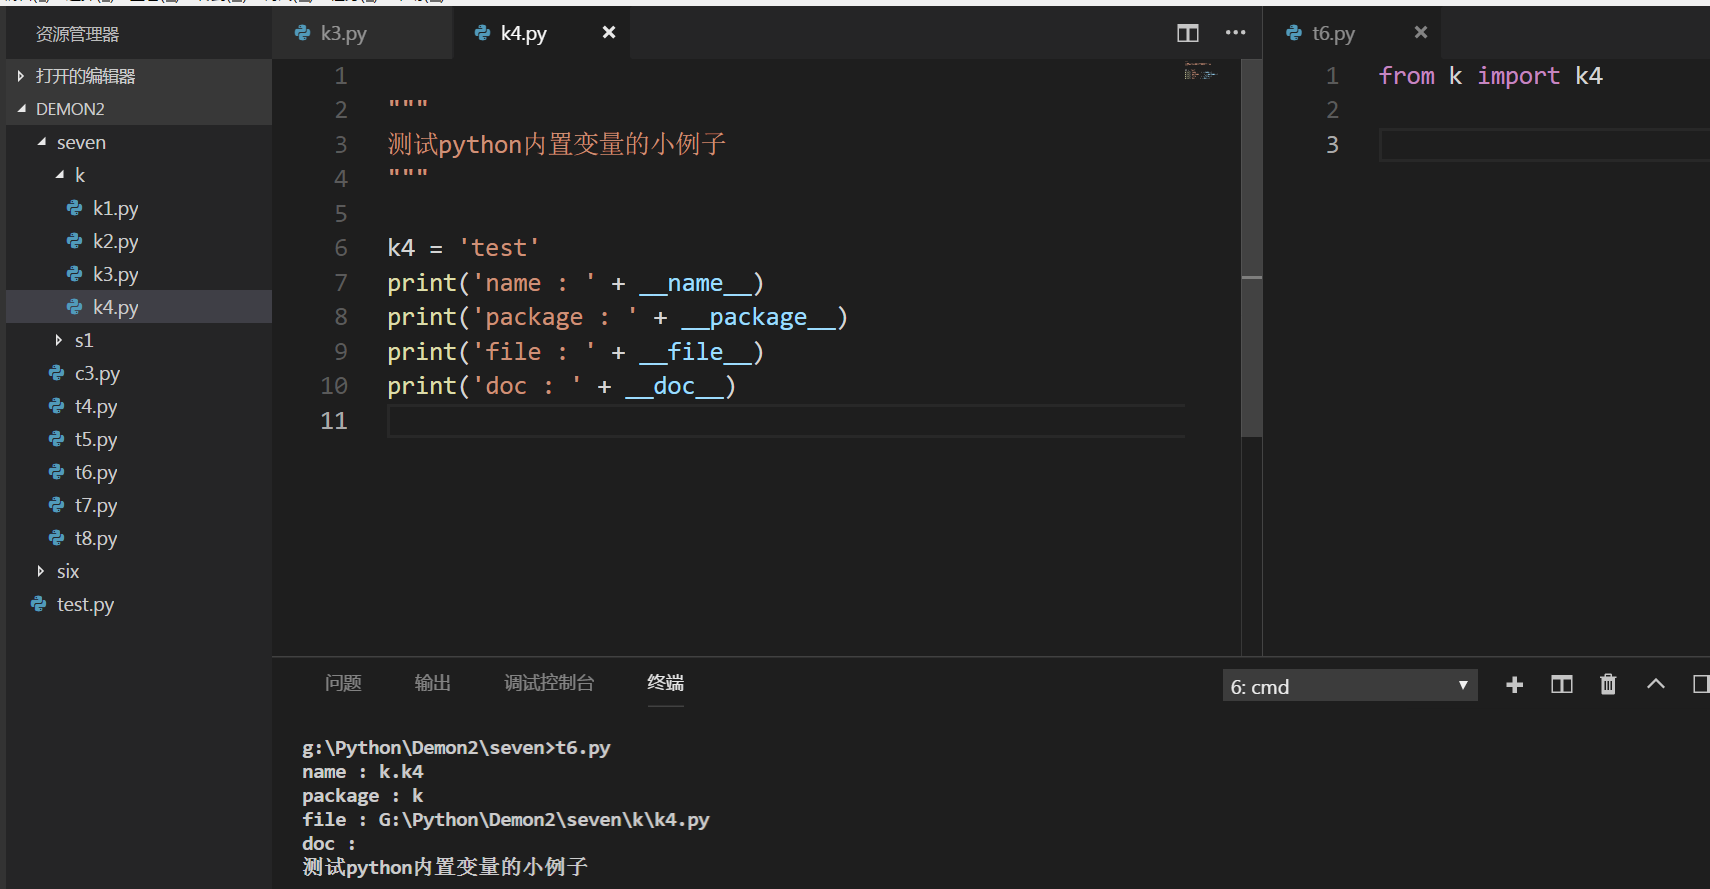 资源管理器
打开的编辑器
DEMON2
seven
k
k1.py
k2.py
k3.py
k4.py
s1
c3.py
t4.py
t5.py
t6.py
t7.py
t8.py
six
test.py
k3.py k4.py
1
2 """
3 测试python内置变量的小例子
4 """
5
6 k4 = 'test'
7 print('name : ' + __name__)
8 print('package : ' + __package__)
9 print('file : ' + __file__)
10 print('doc : ' + __doc__)
11
t6.py
1 from k import k4
2
3
问题 输出 调试控制台 终端 6: cmd
g:\Python\Demon2\seven>t6.py
name : k.k4
package : k
file : G:\Python\Demon2\seven\k\k4.py
doc :
测试python内置变量的小例子